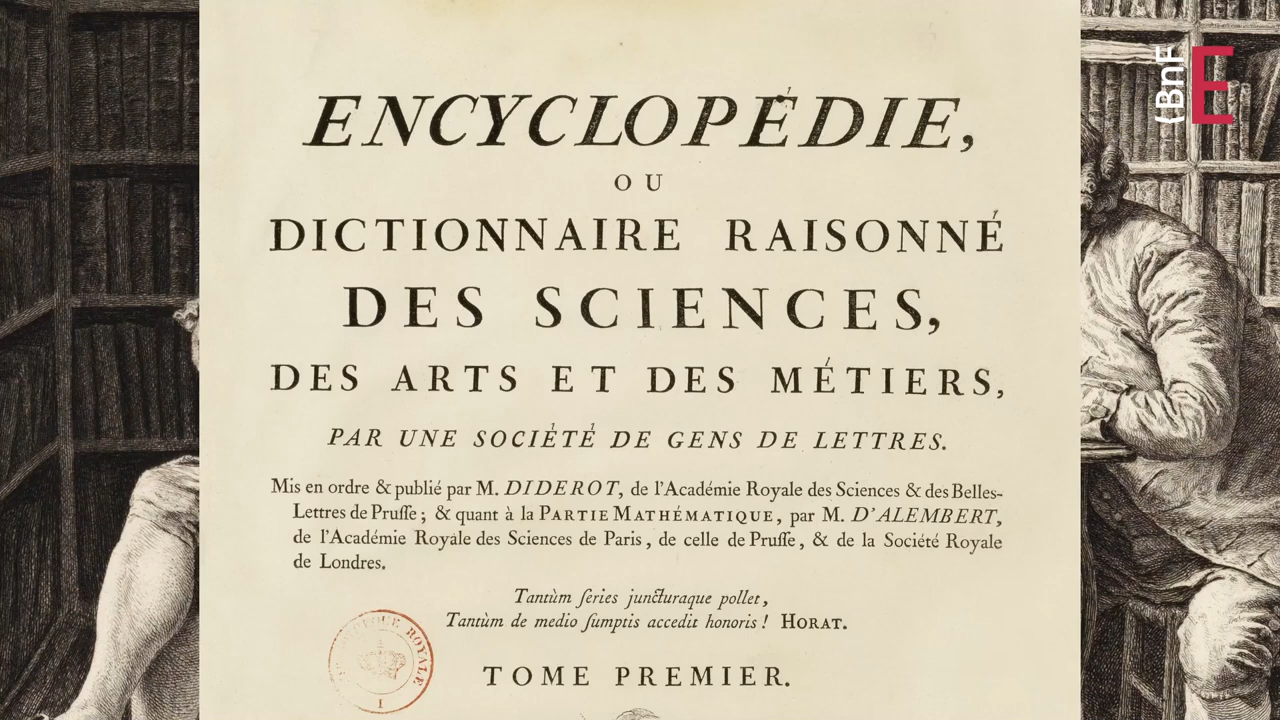 ENCYCLOPÉDIE,
OU
DICTIONNAIRE RAISONNÉ
DES SCIENCES,
DES ARTS ET DES MÉTIERS,
PAR UNE SOCIÉTÉ DE GENS DE LETTRES.
Mis en ordre & publié par M. DIDEROT, de l'Académie Royale des Sciences & des Belles-
Lettres de Pruſſe; & quant à la PARTIE MATHÉMATIQUE, par M. D'ALEMBERT,
de l'Académie Royale des Sciences de Paris, de celle de Pruſſe, & de la Société Royale
de Londres.
Tantùm ſeries juncturaque pollet,
Tantùm de medio ſumptis accedit honoris! HORAT.
TOME PREMIER.
ROYALE
I
(BnF
E